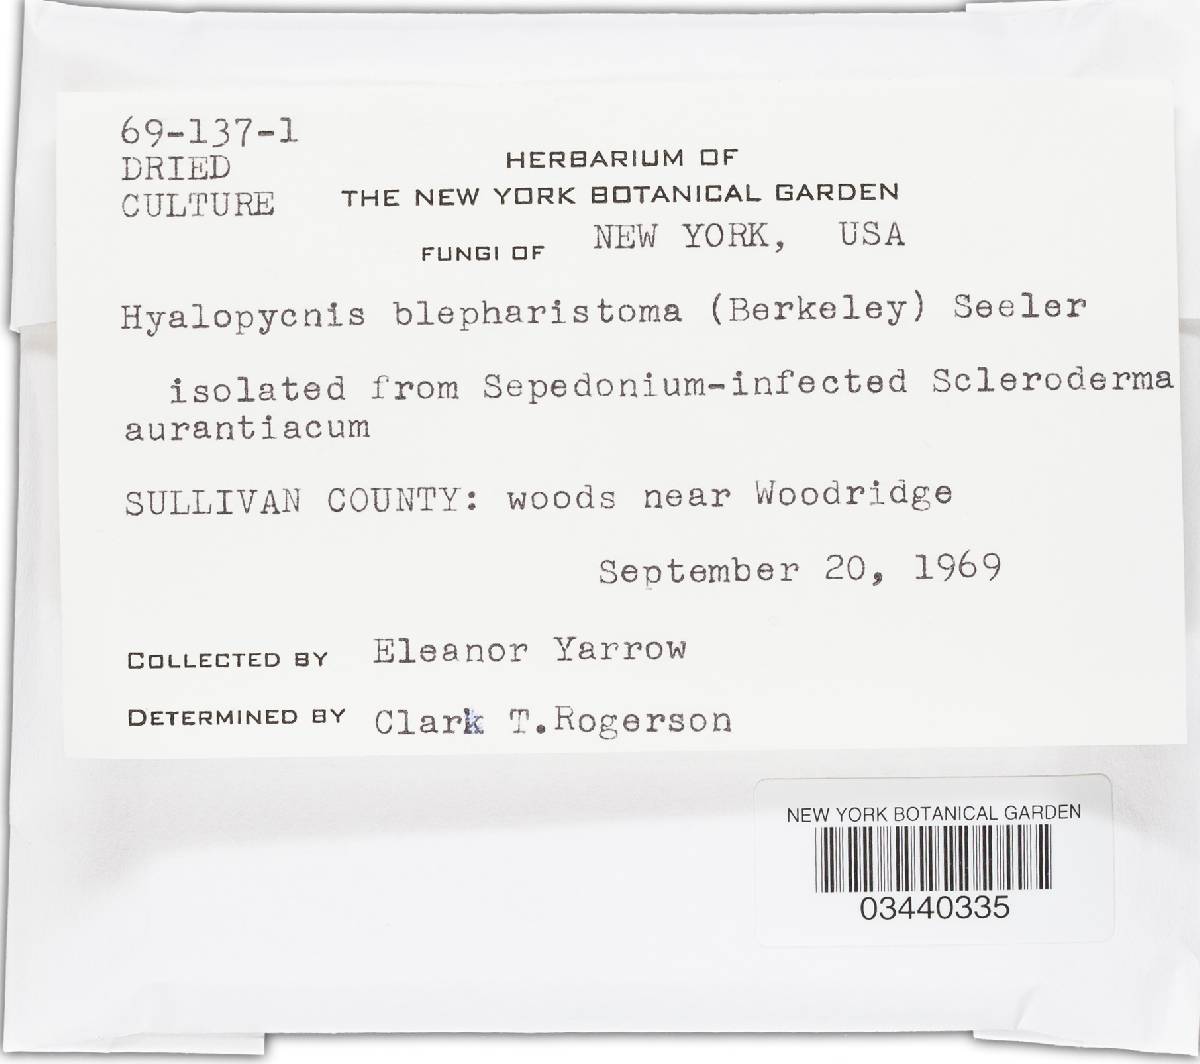 69-137-1
DRIED
CULTURE
HERBARIUM OF
THE NEW YORK BOTANICAL GARDEN
FUNGI OF NEW YORK, USA
Hyalopycnis blepharistoma (Berkeley) Seeler
isolated from Sepedonium-infected Scleroderma
aurantiacum
SULLIVAN COUNTY: woods near Woodridge
September 20, 1969
COLLECTED BY Eleanor Yarrow
DETERMINED BY Clark T.Rogerson
NEW YORK BOTANICAL GARDEN
03440335